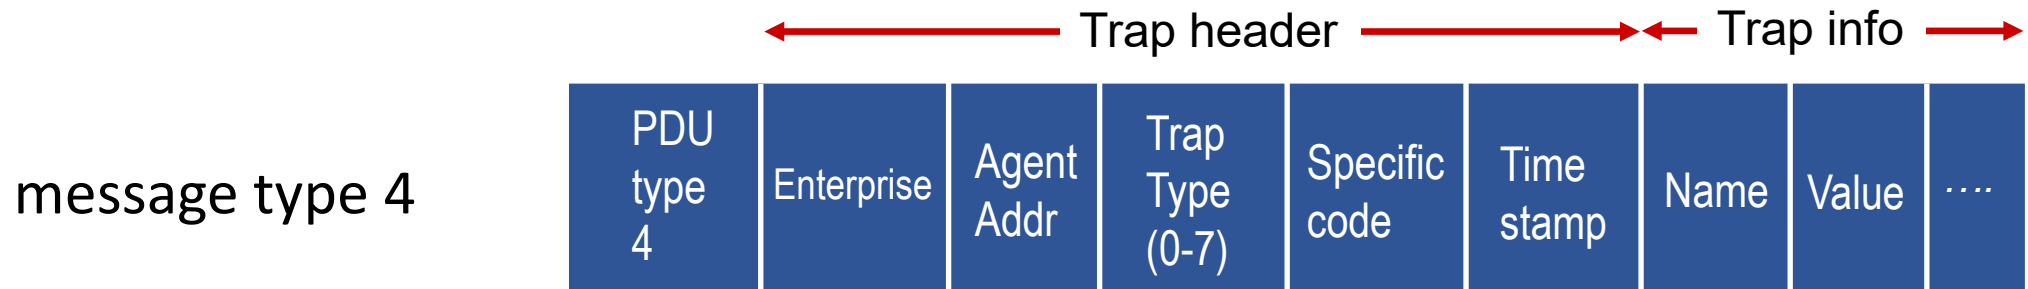 Trap header
Trap info
message type 4
PDU
type
4
Enterprise
Agent
Addr
Trap
Type
(0-7)
Specific
code
Time
stamp
Name
Value
....